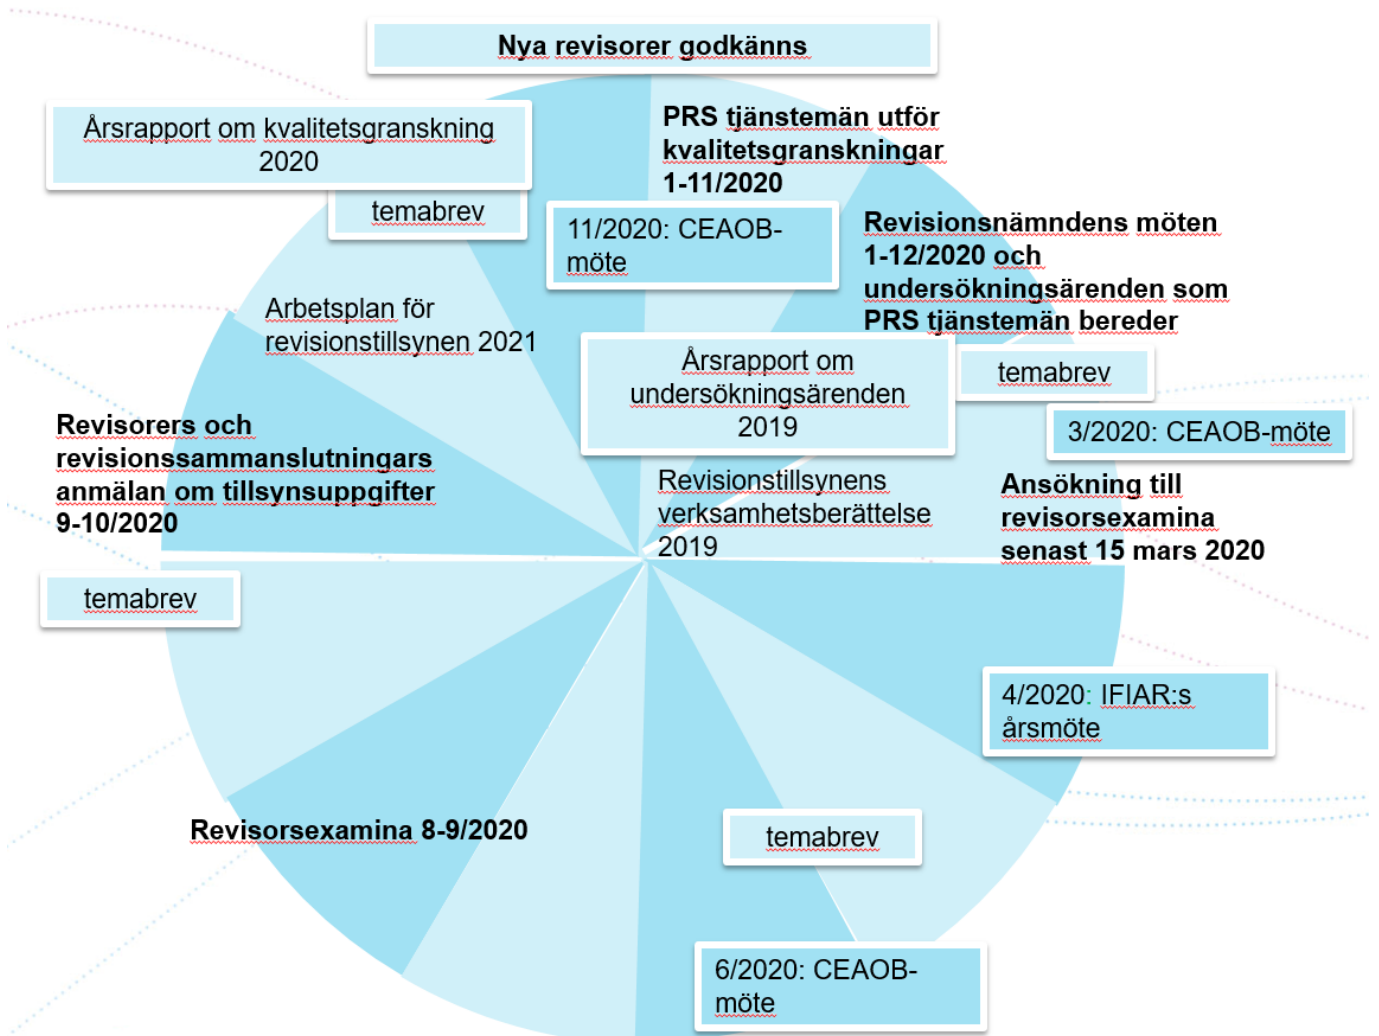 Nya revisorer godkänns
Årsrapport om kvalitetsgranskning
2020
temabrev
PRS tjänstemän utför
kvalitetsgranskningar
1-11/2020
11/2020: CEAOB-
möte
Revisionsnämndens möten
1-12/2020 och
undersökningsärenden som
PRS tjänstemän bereder
Arbetsplan för
revisionstillsynen 2021
Årsrapport om
undersökningsärenden
2019
temabrev
3/2020: CEAOB-möte
Revisorers och
revisionssammanslutningars
anmälan om tillsynsuppgifter
9-10/2020
Revisionstillsynens
verksamhetsberättelse
2019
Ansökning till
revisorsexamina
senast 15 mars 2020
temabrev
4/2020: IFIAR:s
årsmöte
Revisorsexamina 8-9/2020
temabrev
6/2020: CEAOB-
möte